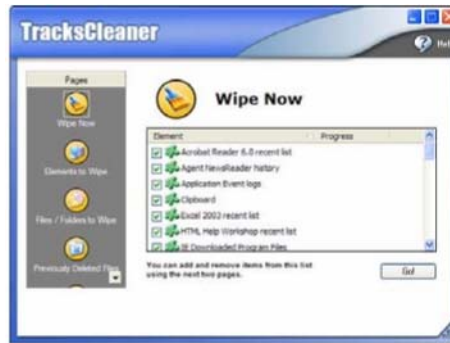 TracksCleaner
Help
Pages
Wipe Now
Elements to Wipe
Files / Folders to Wipe
Previously Deleted Files
Wipe Now
Element Progress
Acrobat Reader 6.0 recent list
Agent NewsReader history
Application Event logs
Clipboard
Excel 2003 recent list
HTML Help Workshop recent list
IE Downloaded Program Files
You can add and remove items from this list
using the next two pages.
Go!